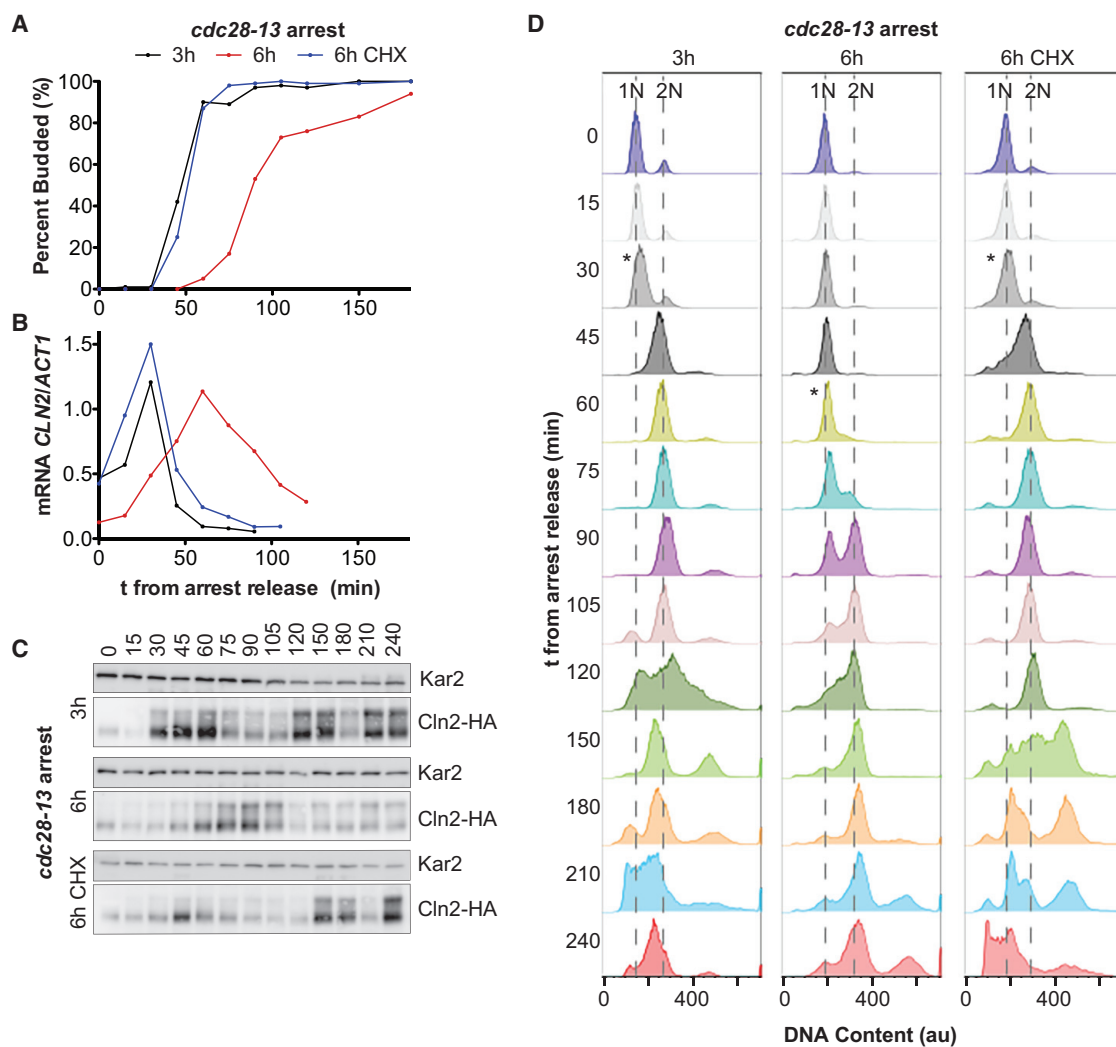 A
cdc28-13 arrest
3h 6h 6h CHX
Percent Budded (%)
100
80
60
40
20
0
0 50 100 150
B
mRNA CLN2/ACT1
1.5
1.0
0.5
0.0
0 50 100 150
t from arrest release (min)
C
cdc28-13 arrest
0 15 30 45 60 75 90 105 120 150 180 210 240
3h
Kar2
Cln2-HA
6h
Kar2
Cln2-HA
6h CHX
Kar2
Cln2-HA
D
cdc28-13 arrest
3h 6h 6h CHX
1N 2N 1N 2N 1N 2N
t from arrest release (min)
0
15
30
* *
45
60
*
75
90
105
120
150
180
210
240
0 400 0 400 0 400
DNA Content (au)